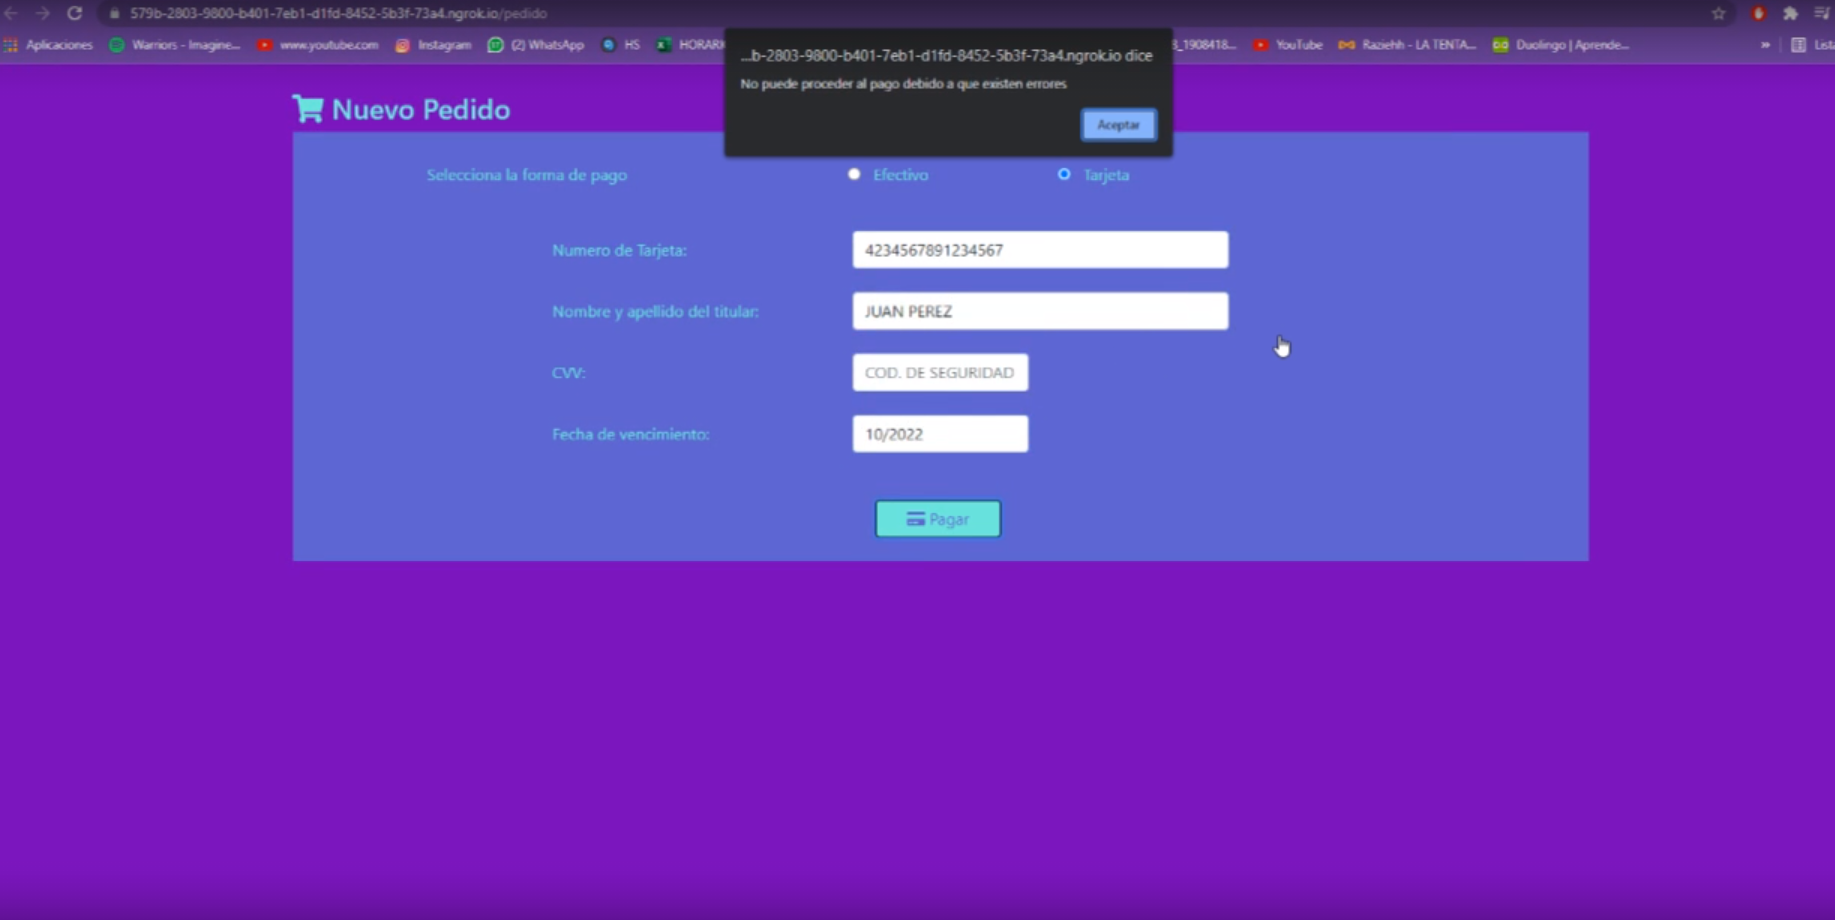 579b-2803-9800-b401-7eb1-d1fd-8452-5b3f-73a4.ngrok.io/pedido
Aplicaciones Warriors - Imagine... www.youtube.com Instagram (2) WhatsApp HS HORARI 3_1908418... YouTube Raziehh - LA TENTA... Duolingo | Aprende... » Lista
...b-2803-9800-b401-7eb1-d1fd-8452-5b3f-73a4.ngrok.io dice
No puede proceder al pago debido a que existen errores
Aceptar
Nuevo Pedido
Selecciona la forma de pago Efectivo Tarjeta
Numero de Tarjeta: 4234567891234567
Nombre y apellido del titular: JUAN PEREZ
CVV: COD. DE SEGURIDAD
Fecha de vencimiento: 10/2022
Pagar